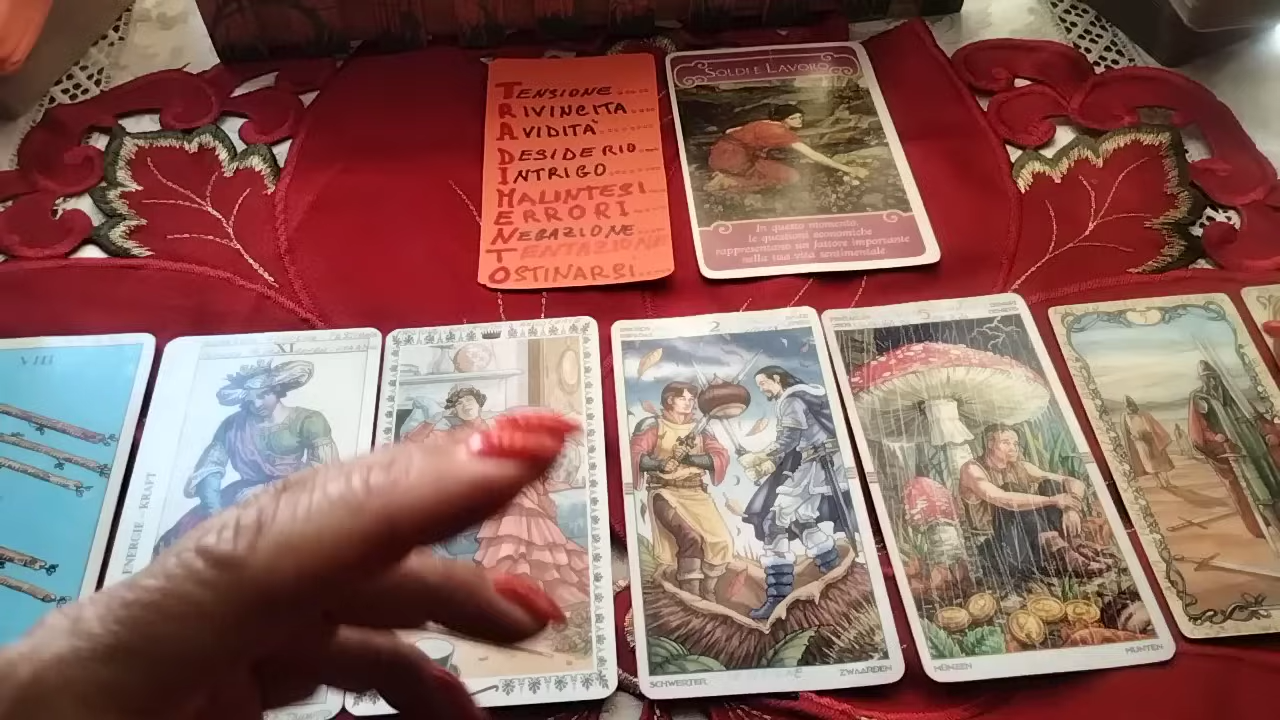 TENSIONE
RIVINCITA
AVIDITÀ
DESIDERIO
INTRIGO
MALINTESI
ERRORI
NEGAZIONE
TENTAZIONE
OSTINARSI
SOLDI E LAVORO
In questo momento,
le questioni economiche
rappresentano un fattore importante
nella tua vita sentimentale
VIII
XI
ENERGIE - KRAFT
2
SCHWERTER
ZWAARDEN
5
MÜNZEN
MUNTEN